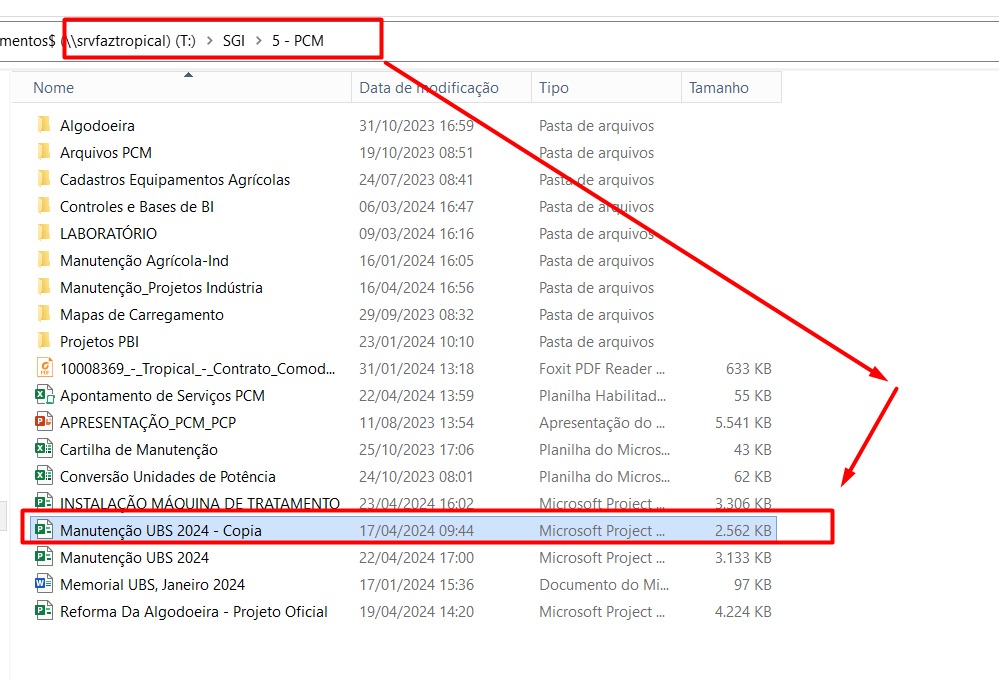 mentos$ (\\srvfaztropical) (T:) > SGI > 5 - PCM
Nome Data de modificação Tipo Tamanho
Algodoeira 31/10/2023 16:59 Pasta de arquivos
Arquivos PCM 19/10/2023 08:51 Pasta de arquivos
Cadastros Equipamentos Agrícolas 24/07/2023 08:41 Pasta de arquivos
Controles e Bases de BI 06/03/2024 16:47 Pasta de arquivos
LABORATÓRIO 09/03/2024 16:16 Pasta de arquivos
Manutenção Agrícola-Ind 16/01/2024 16:05 Pasta de arquivos
Manutenção_Projetos Indústria 16/04/2024 16:56 Pasta de arquivos
Mapas de Carregamento 29/09/2023 08:32 Pasta de arquivos
Projetos PBI 23/01/2024 10:10 Pasta de arquivos
10008369_-_Tropical_-_Contrato_Comod... 31/01/2024 13:18 Foxit PDF Reader ... 633 KB
Apontamento de Serviços PCM 22/04/2024 13:59 Planilha Habilitad... 55 KB
APRESENTAÇÃO_PCM_PCP 11/08/2023 13:54 Apresentação do ... 5.541 KB
Cartilha de Manutenção 25/10/2023 17:06 Planilha do Micros... 43 KB
Conversão Unidades de Potência 24/10/2023 08:01 Planilha do Micros... 62 KB
INSTALAÇÃO MÁQUINA DE TRATAMENTO 23/04/2024 16:02 Microsoft Project ... 3.306 KB
Manutenção UBS 2024 - Copia 17/04/2024 09:44 Microsoft Project ... 2.562 KB
Manutenção UBS 2024 22/04/2024 17:00 Microsoft Project ... 3.133 KB
Memorial UBS, Janeiro 2024 17/01/2024 15:36 Documento do Mi... 97 KB
Reforma Da Algodoeira - Projeto Oficial 19/04/2024 14:20 Microsoft Project ... 4.224 KB